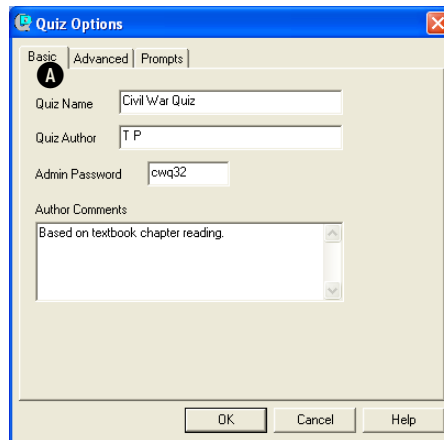 Quiz Options
Basic Advanced Prompts
A
Quiz Name Civil War Quiz
Quiz Author T P
Admin Password cwq32
Author Comments
Based on textbook chapter reading.
OK Cancel Help